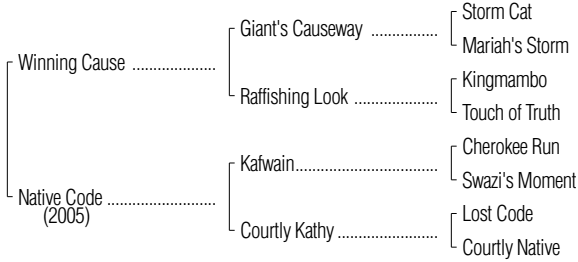 Storm Cat
Giant's Causeway ..................
Mariah's Storm
Winning Cause .....................
Kingmambo
Raffishing Look .....................
Touch of Truth
Cherokee Run
Kafwain....................................
Swazi's Moment
Native Code ...........................
(2005)
Lost Code
Courtly Kathy .........................
Courtly Native